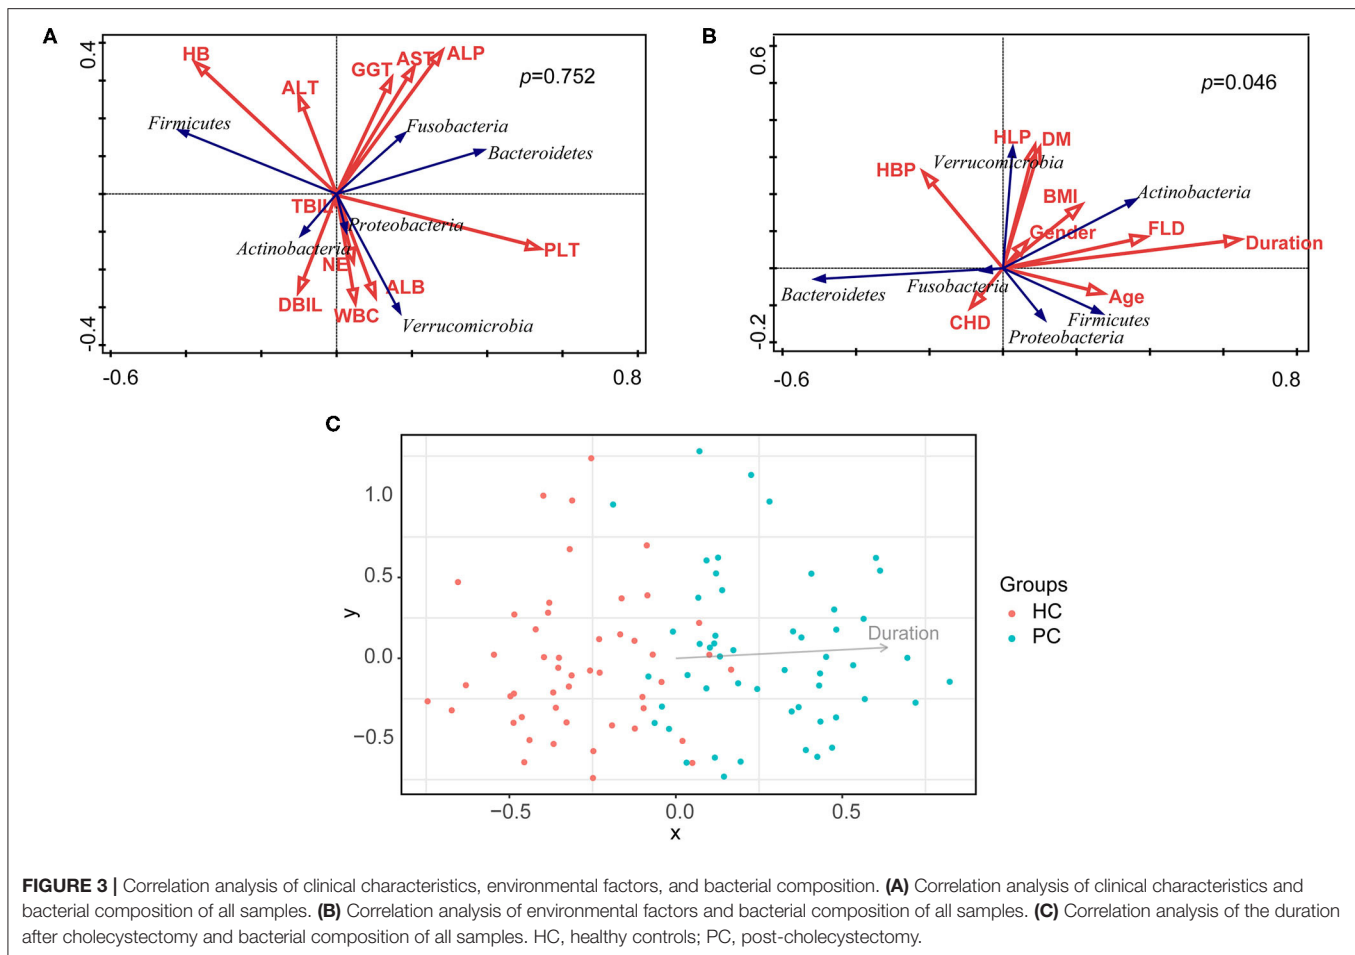 A
0.4
-0.4
-0.6
0.8
p=0.752
HB
ALT
GGT
AST
ALP
Firmicutes
Fusobacteria
Bacteroidetes
TBIL
Proteobacteria
Actinobacteria
NE
PLT
DBIL
WBC
ALB
Verrucomicrobia
B
0.6
-0.2
-0.6
0.8
p=0.046
HLP
DM
Verrucomicrobia
HBP
BMI
Actinobacteria
Gender
FLD
Duration
Bacteroidetes
Fusobacteria
Age
CHD
Firmicutes
Proteobacteria
C
1.0
0.5
0.0
−0.5
y
−0.5
0.0
0.5
x
Duration
Groups
HC
PC
FIGURE 3 | Correlation analysis of clinical characteristics, environmental factors, and bacterial composition. (A) Correlation analysis of clinical characteristics and
bacterial composition of all samples. (B) Correlation analysis of environmental factors and bacterial composition of all samples. (C) Correlation analysis of the duration
after cholecystectomy and bacterial composition of all samples. HC, healthy controls; PC, post-cholecystectomy.